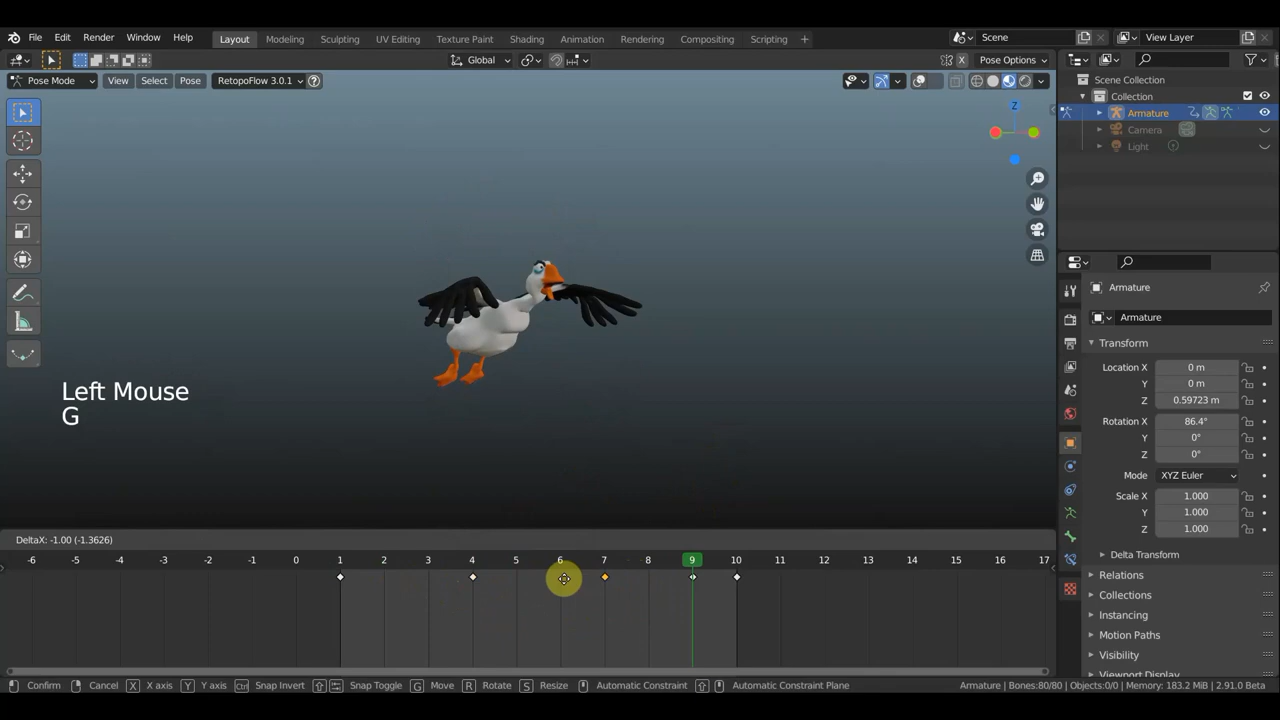 File Edit Render Window Help Layout Modeling Sculpting UV Editing Texture Paint Shading Animation Rendering Compositing Scripting + Scene View Layer
Global X Pose Options
Pose Mode View Select Pose RetopoFlow 3.0.1
Scene Collection
Collection
Armature
Camera
Light
Z
Armature
Armature
Transform
Location X 0 m
Y 0 m
Z 0.59723 m
Rotation X 86.4°
Y 0°
Z 0°
Mode XYZ Euler
Scale X 1.000
Y 1.000
Z 1.000
Delta Transform
Relations
Collections
Instancing
Motion Paths
Visibility
Viewport Display
Left Mouse
G
DeltaX: -1.00 (-1.3626)
-6 -5 -4 -3 -2 -1 0 1 2 3 4 5 6 7 8 9 10 11 12 13 14 15 16 17
Confirm Cancel X X axis Y Y axis Ctrl Snap Invert Snap Toggle G Move R Rotate S Resize Automatic Constraint Automatic Constraint Plane Armature | Bones:80/80 | Objects:0/0 | Memory: 183.2 MiB | 2.91.0 Beta